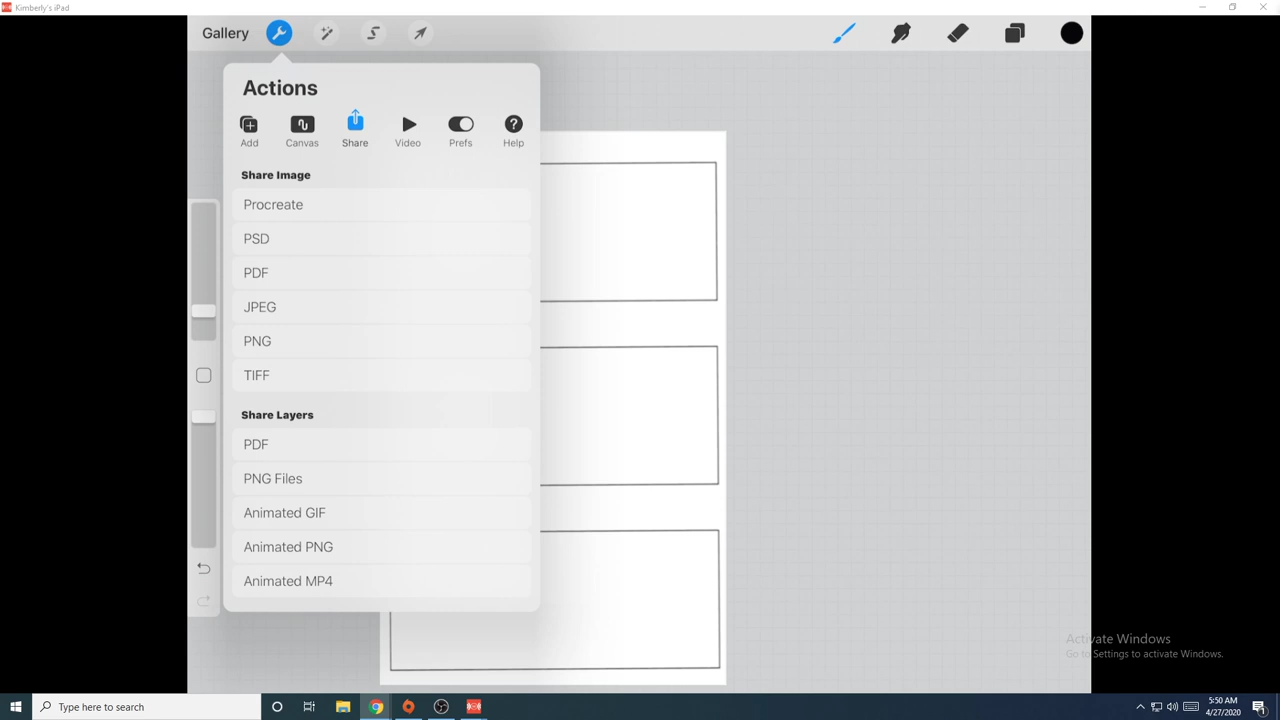 Kimberly's iPad
Gallery
Actions
Add Canvas Share Video Prefs Help
Share Image
Procreate
PSD
PDF
JPEG
PNG
TIFF
Share Layers
PDF
PNG Files
Animated GIF
Animated PNG
Animated MP4
Activate Windows
Go to Settings to activate Windows.
Type here to search
5:50 AM
4/27/2020
1